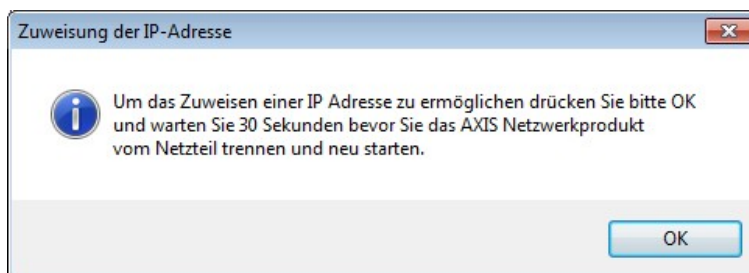 Zuweisung der IP-Adresse
Um das Zuweisen einer IP Adresse zu ermöglichen drücken Sie bitte OK
und warten Sie 30 Sekunden bevor Sie das AXIS Netzwerkprodukt
vom Netzteil trennen und neu starten.
OK